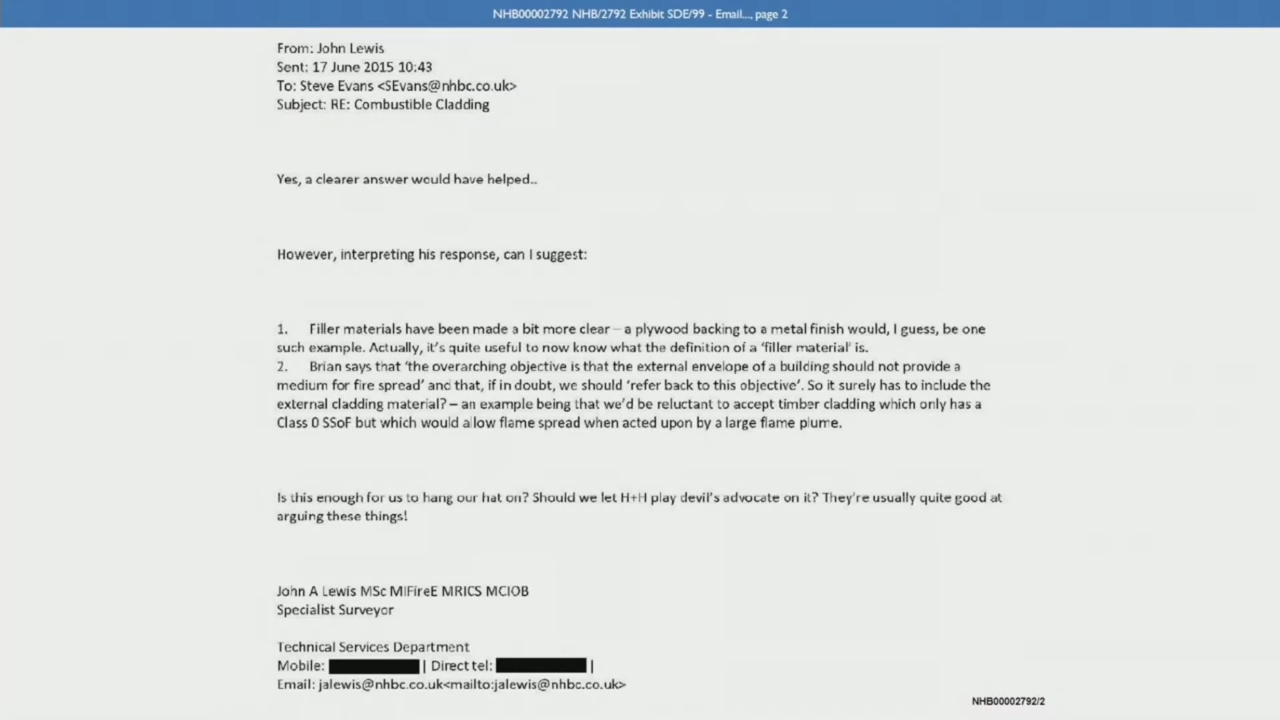 NHB00002792 NHB/2792 Exhibit SDE/99 - Email..., page 2
From: John Lewis
Sent: 17 June 2015 10:43
To: Steve Evans <SEvans@nhbc.co.uk>
Subject: RE: Combustible Cladding
Yes, a clearer answer would have helped..
However, interpreting his response, can I suggest:
1. Filler materials have been made a bit more clear – a plywood backing to a metal finish would, I guess, be one
such example. Actually, it's quite useful to now know what the definition of a 'filler material' is.
2. Brian says that 'the overarching objective is that the external envelope of a building should not provide a
medium for fire spread' and that, if in doubt, we should 'refer back to this objective'. So it surely has to include the
external cladding material? – an example being that we'd be reluctant to accept timber cladding which only has a
Class 0 SSoF but which would allow flame spread when acted upon by a large flame plume.
Is this enough for us to hang our hat on? Should we let H+H play devil's advocate on it? They're usually quite good at
arguing these things!
John A Lewis MSc MIFireE MRICS MCIOB
Specialist Surveyor
Technical Services Department
Mobile: | Direct tel: |
Email: jalewis@nhbc.co.uk<mailto:jalewis@nhbc.co.uk>
NHB00002792/2